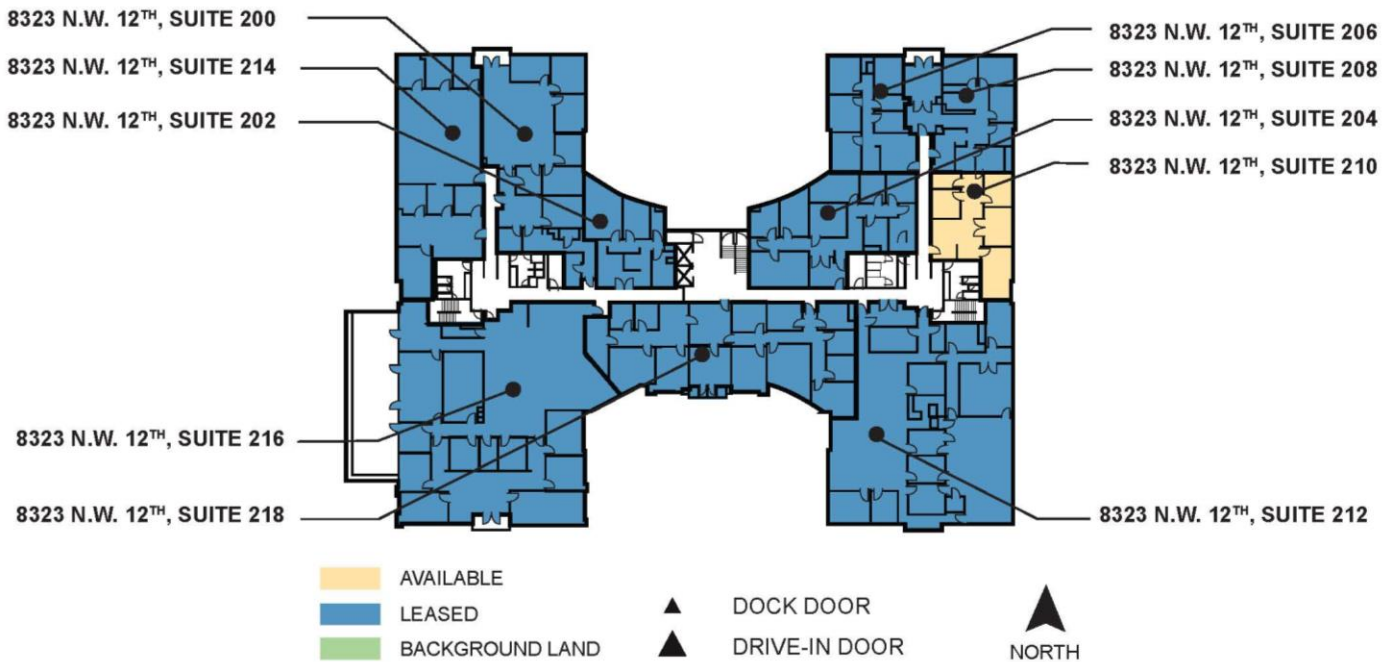 8323 N.W. 12TH, SUITE 200
8323 N.W. 12TH, SUITE 214
8323 N.W. 12TH, SUITE 202
8323 N.W. 12TH, SUITE 206
8323 N.W. 12TH, SUITE 208
8323 N.W. 12TH, SUITE 204
8323 N.W. 12TH, SUITE 210
8323 N.W. 12TH, SUITE 216
8323 N.W. 12TH, SUITE 218
8323 N.W. 12TH, SUITE 212
AVAILABLE
LEASED
BACKGROUND LAND
DOCK DOOR
DRIVE-IN DOOR
NORTH